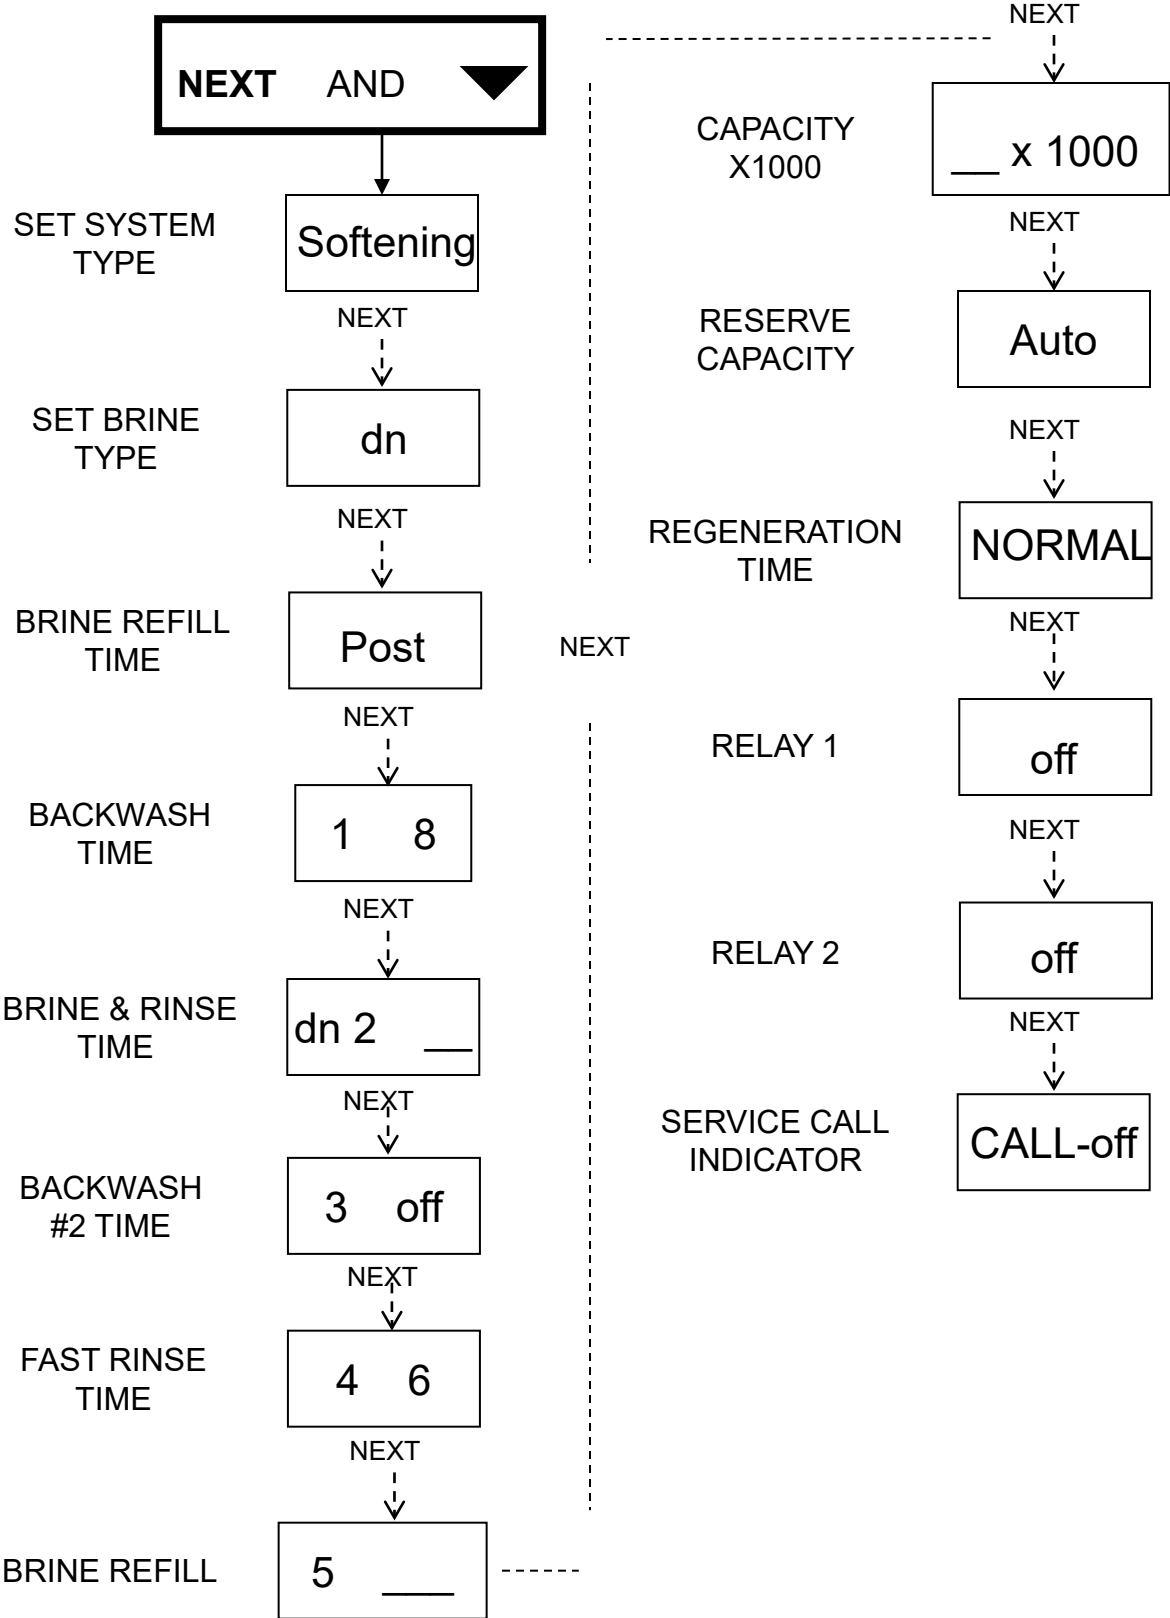 NEXT AND
SET SYSTEM
TYPE
Softening
NEXT
SET BRINE
TYPE
dn
NEXT
BRINE REFILL
TIME
Post
NEXT
BACKWASH
TIME
1 8
NEXT
BRINE & RINSE
TIME
dn 2 __
NEXT
BACKWASH
#2 TIME
3 off
NEXT
FAST RINSE
TIME
4 6
NEXT
BRINE REFILL
5 ___
NEXT
NEXT
CAPACITY
X1000
__ x 1000
NEXT
RESERVE
CAPACITY
Auto
NEXT
REGENERATION
TIME
NORMAL
NEXT
RELAY 1
off
NEXT
RELAY 2
off
NEXT
SERVICE CALL
INDICATOR
CALL-off